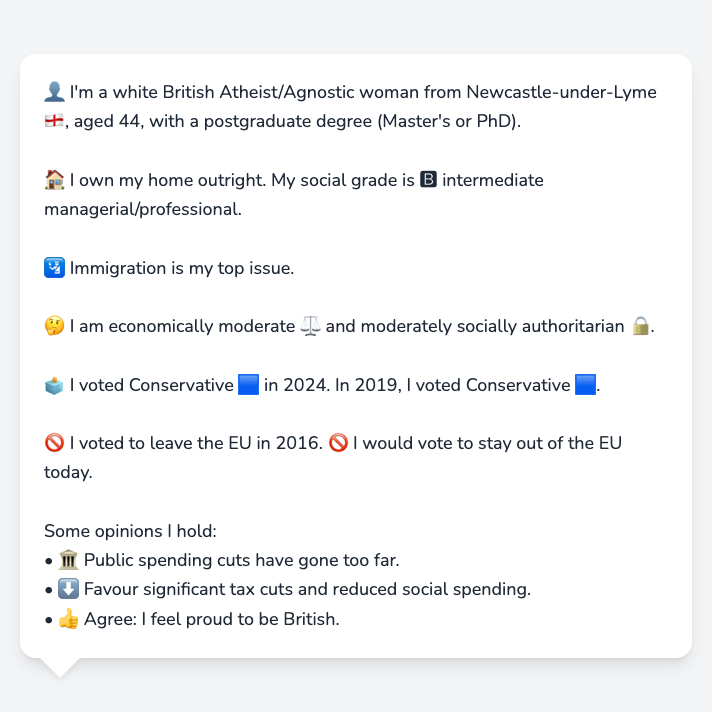 👤 I'm a white British Atheist/Agnostic woman from Newcastle-under-Lyme
🏴󠁧󠁢󠁥󠁮󠁧󠁿, aged 44, with a postgraduate degree (Master's or PhD).
🏠 I own my home outright. My social grade is 🅱 intermediate
managerial/professional.
🛂 Immigration is my top issue.
🤔 I am economically moderate ⚖️ and moderately socially authoritarian 🔒.
🗳️ I voted Conservative 🟦 in 2024. In 2019, I voted Conservative 🟦.
🚫 I voted to leave the EU in 2016. 🚫 I would vote to stay out of the EU
today.
Some opinions I hold:
• 🏛️ Public spending cuts have gone too far.
• ⬇️ Favour significant tax cuts and reduced social spending.
• 👍 Agree: I feel proud to be British.